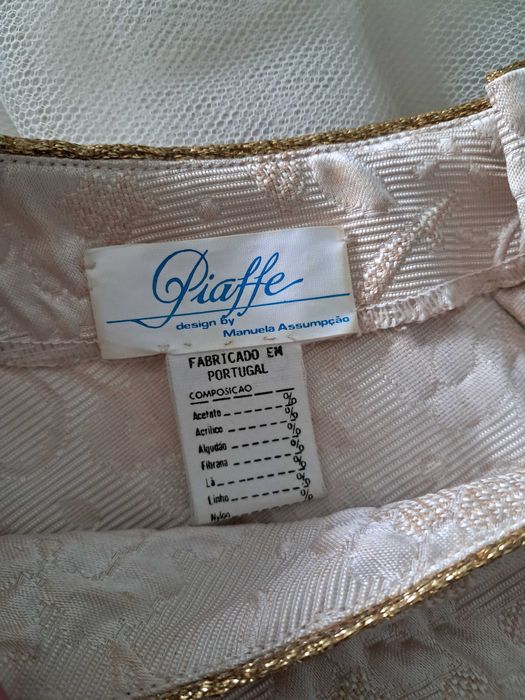 Piaffe
design by
Manuela Assumpção
FABRICADO EM
PORTUGAL
COMPOSICAO
Acetato --------- %
Acrilico --------- %
Algodão --------- %
Fibrana --------- %
Lã --------- %
Linho --------- %
Nylon